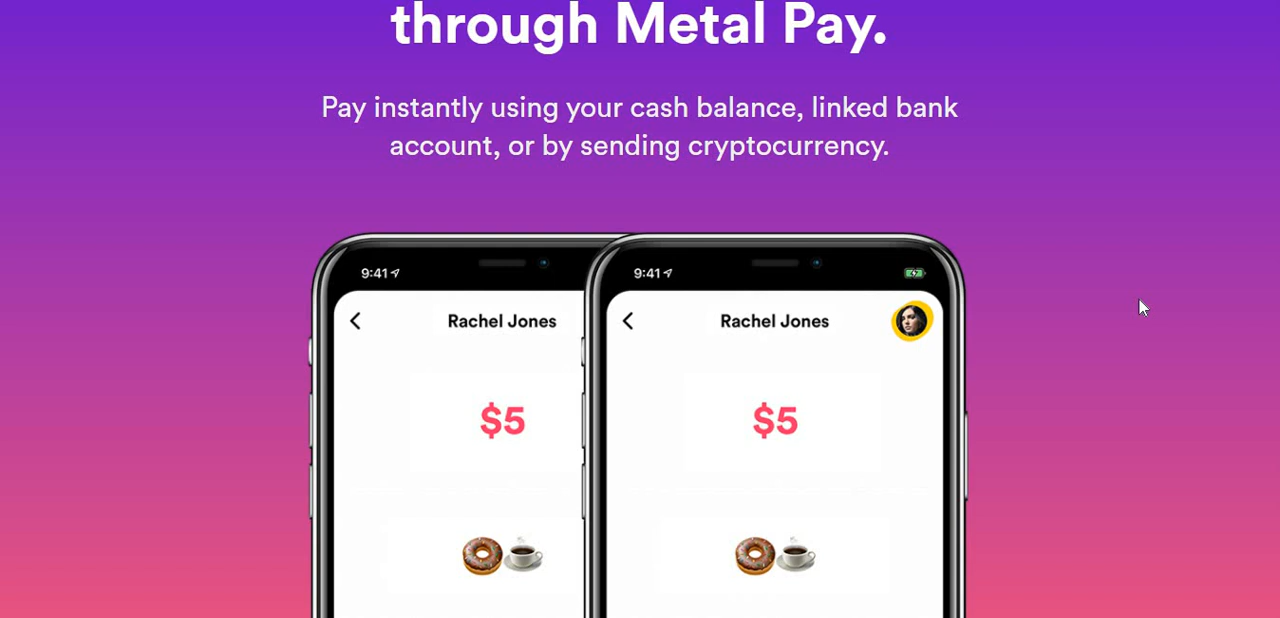 through Metal Pay.
Pay instantly using your cash balance, linked bank
account, or by sending cryptocurrency.
9:41
9:41
Rachel Jones
Rachel Jones
$5
$5